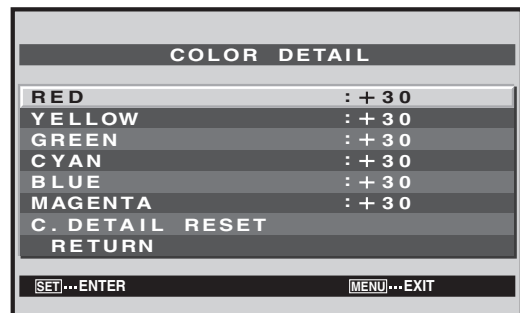 COLOR DETAIL
RED :+30
YELLOW :+30
GREEN :+30
CYAN :+30
BLUE :+30
MAGENTA :+30
C.DETAIL RESET
RETURN
SET···ENTER MENU···EXIT